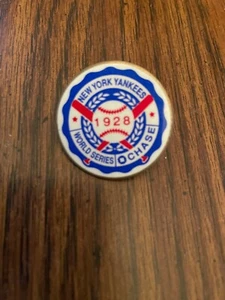 NEW YORK YANKEES
1928
WORLD SERIES
CHASE